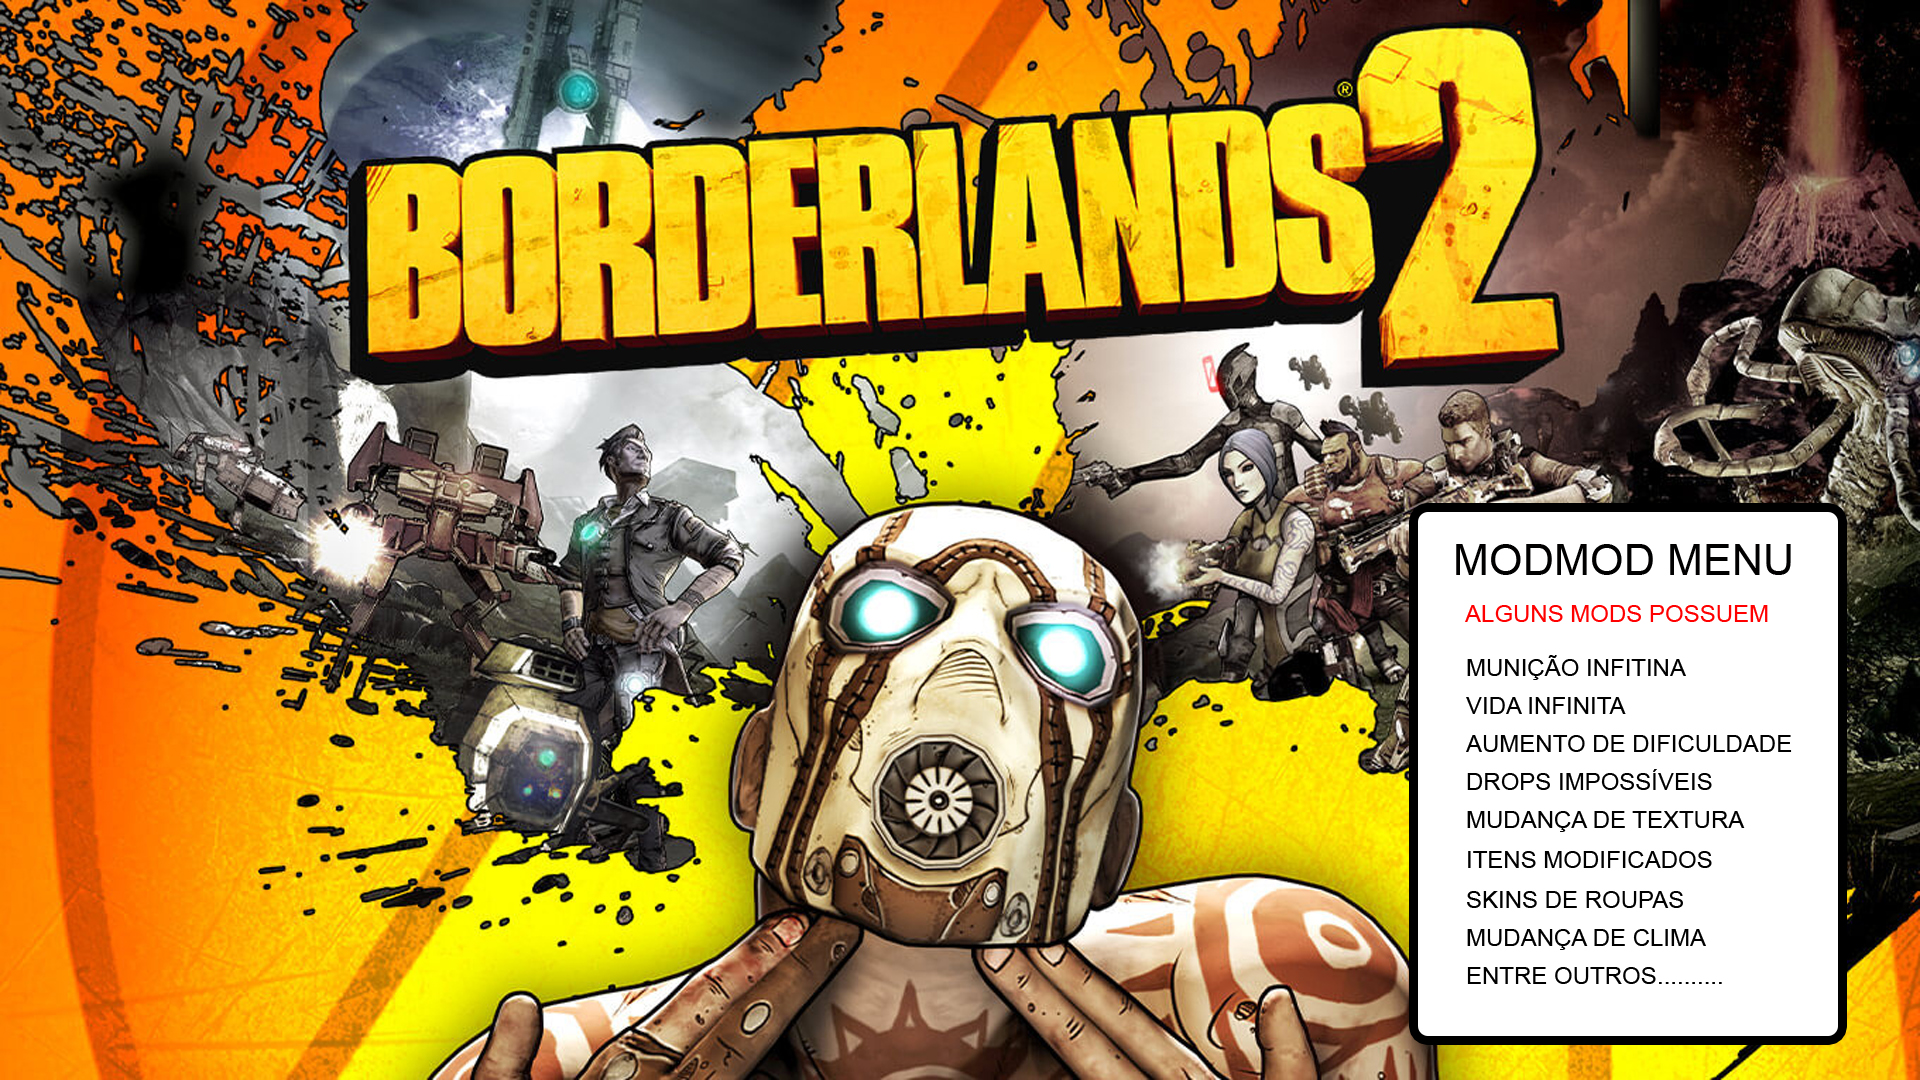 BORDERLANDS 2®
MODMOD MENU
ALGUNS MODS POSSUEM
MUNIÇÃO INFITINA
VIDA INFINITA
AUMENTO DE DIFICULDADE
DROPS IMPOSSÍVEIS
MUDANÇA DE TEXTURA
ITENS MODIFICADOS
SKINS DE ROUPAS
MUDANÇA DE CLIMA
ENTRE OUTROS..........